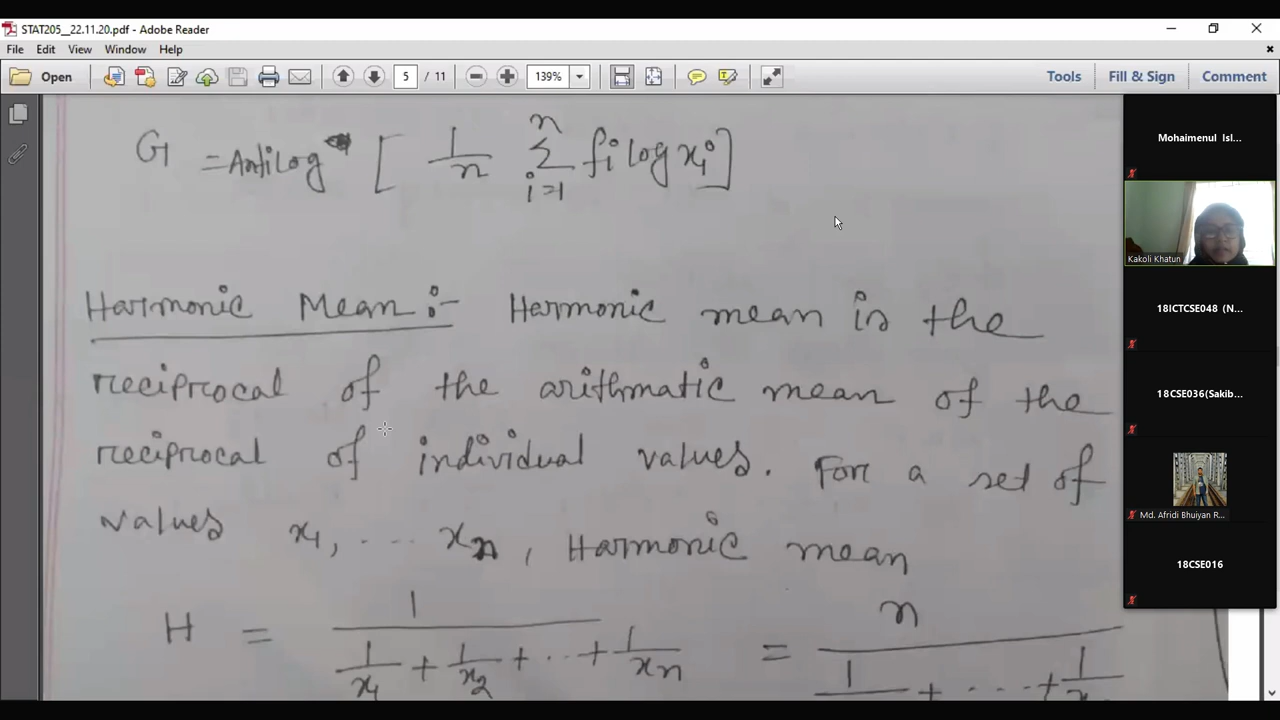 STAT205__22.11.20.pdf - Adobe Reader
File Edit View Window Help
Open 5 / 11 139% Tools Fill & Sign Comment
G = Antilog [ 1/n n Σ i=1 fi log xi ]
Harmonic Mean :- Harmonic mean is the
reciprocal of the arithmatic mean of the
reciprocal of individual values. For a set of
values x1, ... xn, Harmonic mean
H = 1 / 1/x1 + 1/x2 + ... + 1/xn = n / 1 + ... + 1/x
Mohaimenul Isl...
Kakoli Khatun
18ICTCSE048 (N...
18CSE036(Sakib...
Md. Afridi Bhuiyan R...
18CSE016